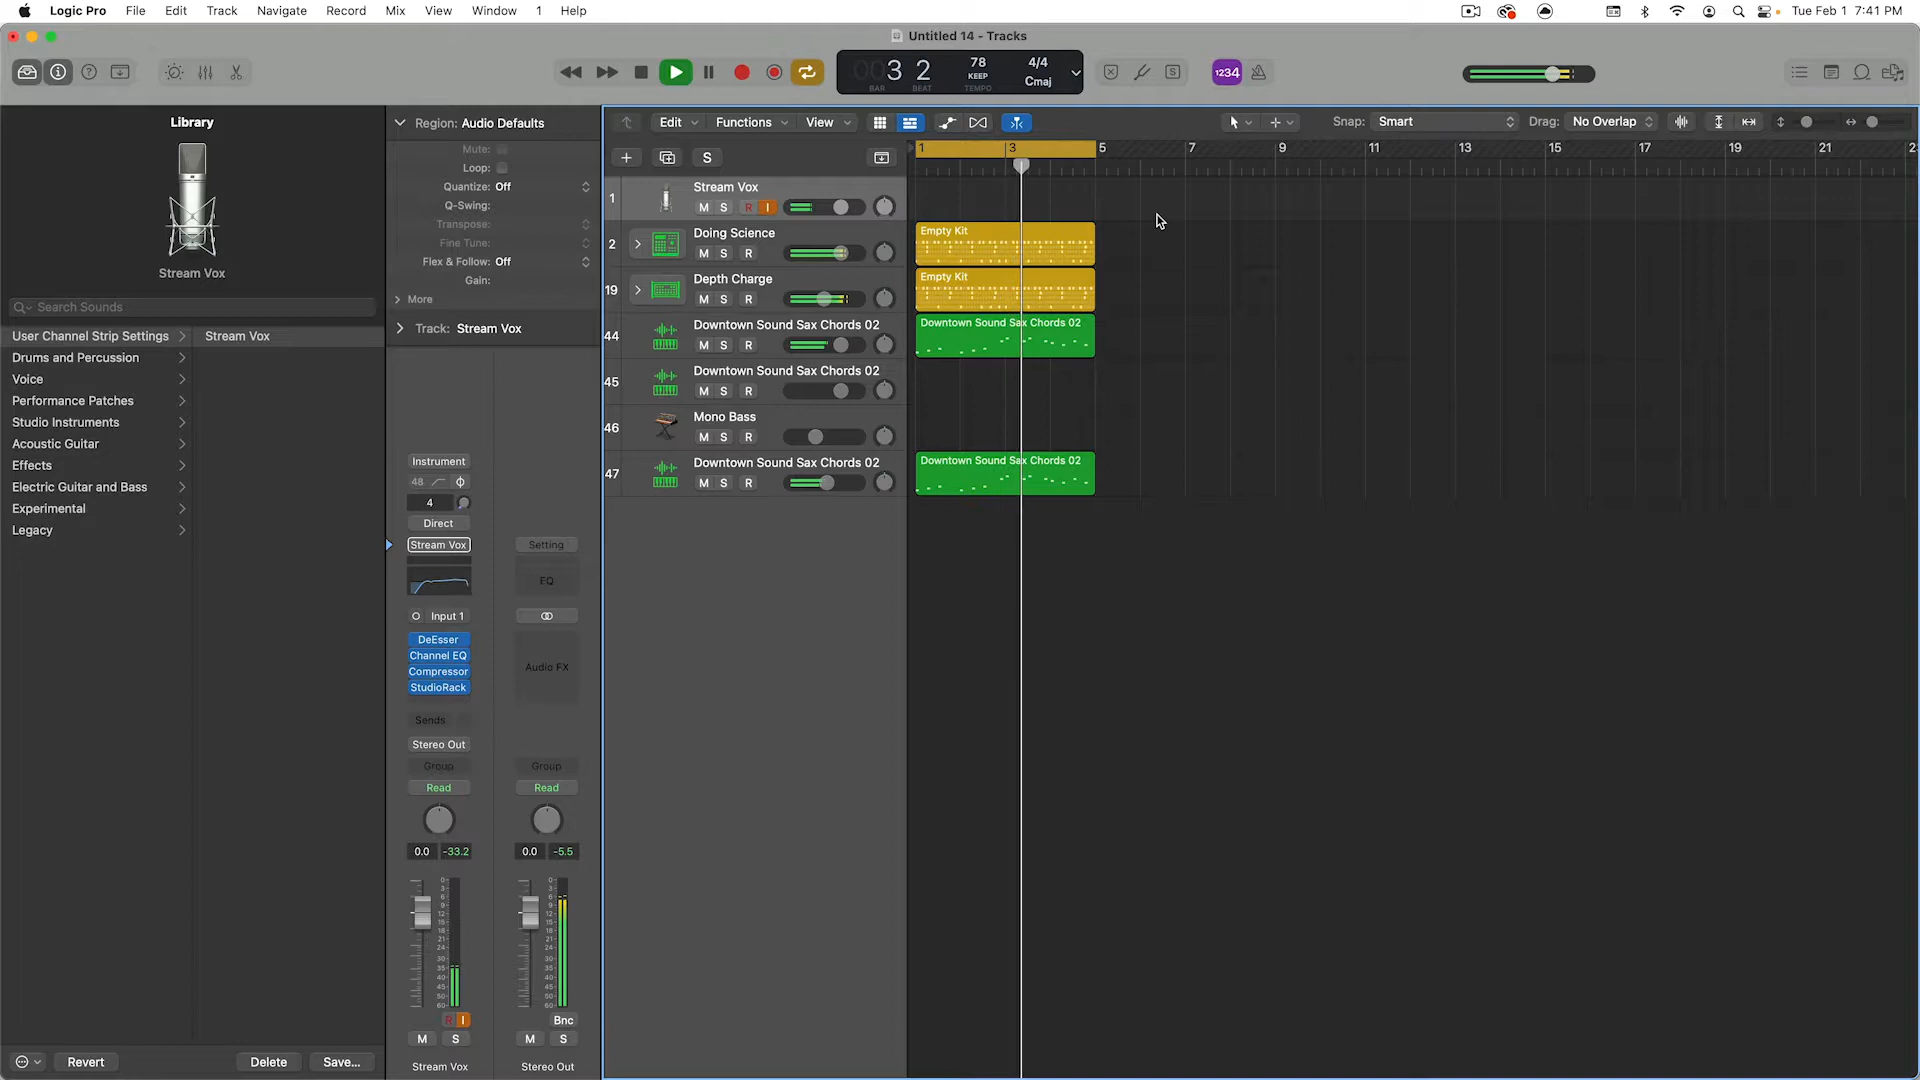 Logic Pro File Edit Track Navigate Record Mix View Window 1 Help Tue Feb 1 7:41 PM
Untitled 14 - Tracks
003 2 78 4/4
KEEP Cmaj
BAR BEAT TEMPO
1234
Library
Stream Vox
Search Sounds
User Channel Strip Settings Stream Vox
Drums and Percussion
Voice
Performance Patches
Studio Instruments
Acoustic Guitar
Effects
Electric Guitar and Bass
Experimental
Legacy
Revert Delete Save...
Region: Audio Defaults
Mute:
Loop:
Quantize: Off
Q-Swing:
Transpose:
Fine Tune:
Flex & Follow: Off
Gain:
More
Track: Stream Vox
Instrument
48
4
Direct
Stream Vox Setting
EQ
Input 1
DeEsser
Channel EQ
Compressor Audio FX
StudioRack
Sends
Stereo Out
Group Group
Read Read
0.0 -33.2 0.0 -5.5
R I Bnc
M S M S
Stream Vox Stereo Out
Edit Functions View Snap: Smart Drag: No Overlap
S
1 3 5 7 9 11 13 15 17 19 21 2
1 Stream Vox
M S R I
2 Doing Science
M S R
Empty Kit
19 Depth Charge
M S R
Empty Kit
44 Downtown Sound Sax Chords 02
M S R
Downtown Sound Sax Chords 02
45 Downtown Sound Sax Chords 02
M S R
46 Mono Bass
M S R
47 Downtown Sound Sax Chords 02
M S R
Downtown Sound Sax Chords 02